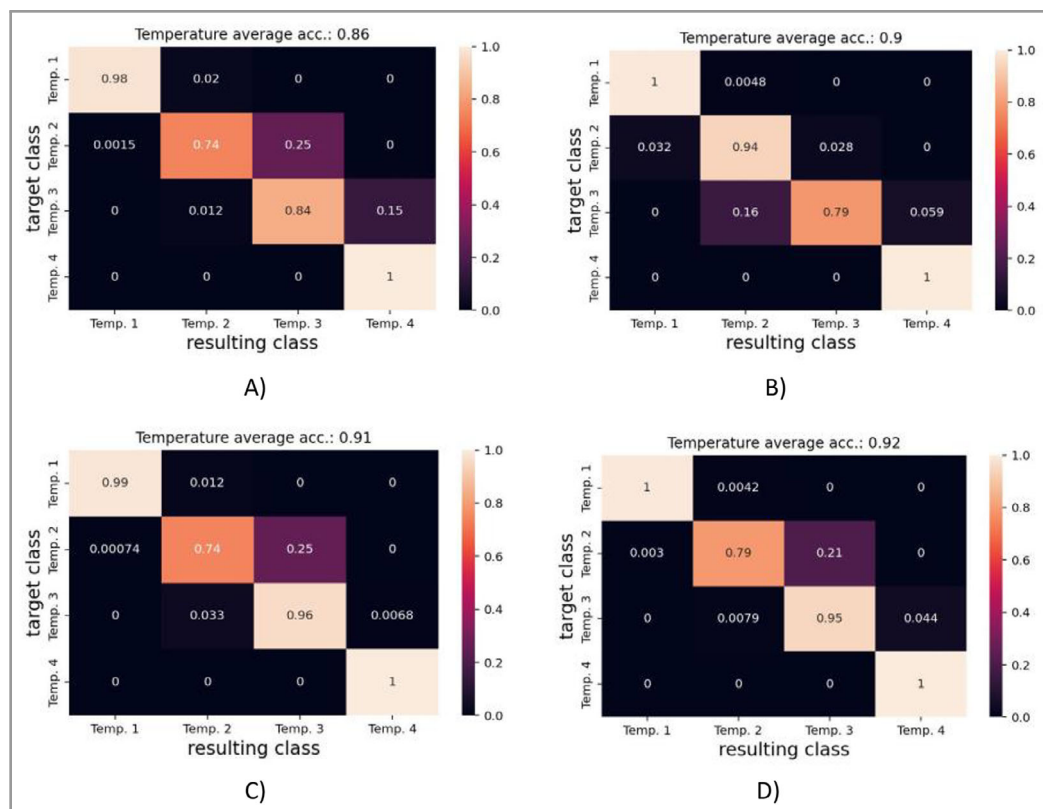 Temperature average acc.: 0.86
target class
Temp. 1 0.98 0.02 0 0
Temp. 2 0.0015 0.74 0.25 0
Temp. 3 0 0.012 0.84 0.15
Temp. 4 0 0 0 1
Temp. 1 Temp. 2 Temp. 3 Temp. 4
resulting class
1.0
0.8
0.6
0.4
0.2
0.0
A)
Temperature average acc.: 0.9
target class
Temp. 1 1 0.0048 0 0
Temp. 2 0.032 0.94 0.028 0
Temp. 3 0 0.16 0.79 0.059
Temp. 4 0 0 0 1
Temp. 1 Temp. 2 Temp. 3 Temp. 4
resulting class
1.0
0.8
0.6
0.4
0.2
0.0
B)
Temperature average acc.: 0.91
target class
Temp. 1 0.99 0.012 0 0
Temp. 2 0.00074 0.74 0.25 0
Temp. 3 0 0.033 0.96 0.0068
Temp. 4 0 0 0 1
Temp. 1 Temp. 2 Temp. 3 Temp. 4
resulting class
1.0
0.8
0.6
0.4
0.2
0.0
C)
Temperature average acc.: 0.92
target class
Temp. 1 1 0.0042 0 0
Temp. 2 0.003 0.79 0.21 0
Temp. 3 0 0.0079 0.95 0.044
Temp. 4 0 0 0 1
Temp. 1 Temp. 2 Temp. 3 Temp. 4
resulting class
1.0
0.8
0.6
0.4
0.2
0.0
D)